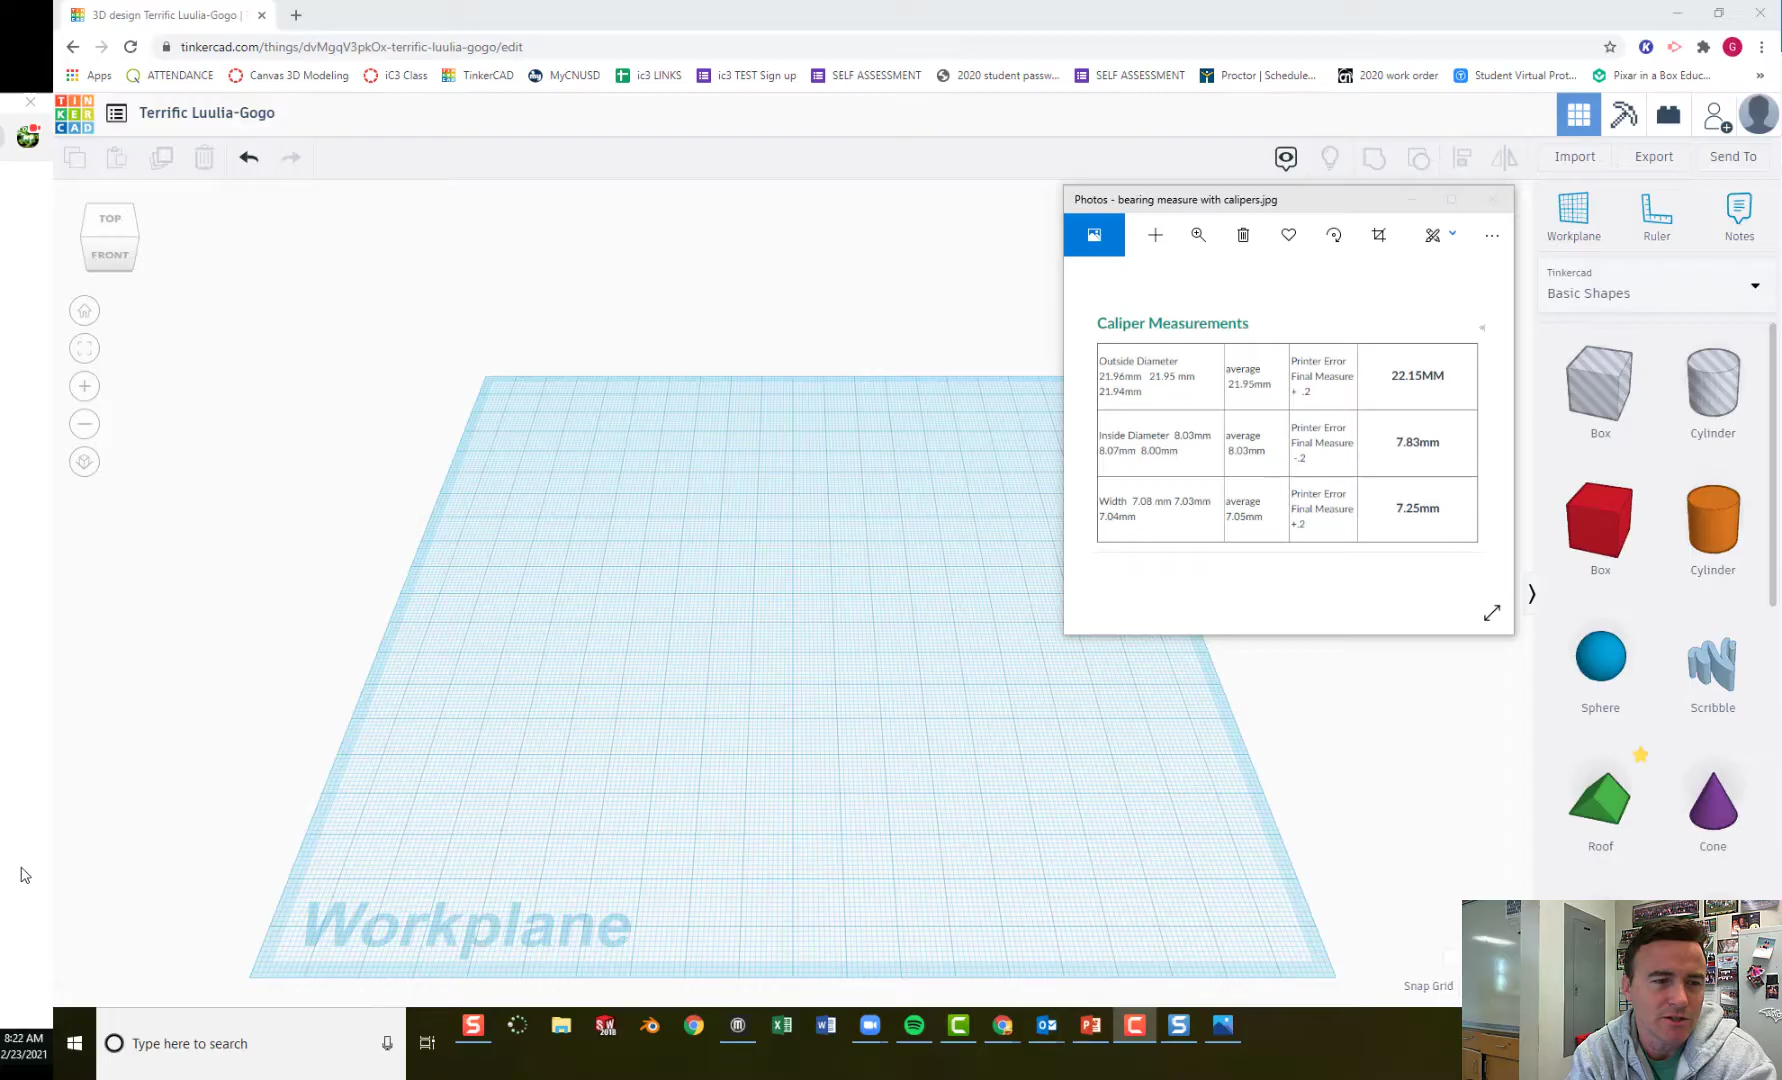 3D design Terrific Luulia-Gogo |
tinkercad.com/things/dvMgqV3pkOx-terrific-luulia-gogo/edit
G
Apps ATTENDANCE Canvas 3D Modeling iC3 Class TinkerCAD MyCNUSD iC3 LINKS ic3 TEST Sign up SELF ASSESSMENT 2020 student passw... SELF ASSESSMENT Proctor | Schedule... 2020 work order Student Virtual Prot... Pixar in a Box Educ...
TIN
KER
CAD
Terrific Luulia-Gogo
Import Export Send To
Photos - bearing measure with calipers.jpg
TOP
FRONT
Workplane Ruler Notes
Tinkercad
Basic Shapes
Caliper Measurements
Outside Diameter
21.96mm 21.95 mm
21.94mm
average
21.95mm
Printer Error
Final Measure
+ .2
22.15MM
Inside Diameter 8.03mm
8.07mm 8.00mm
average
8.03mm
Printer Error
Final Measure
-.2
7.83mm
Width 7.08 mm 7.03mm
7.04mm
average
7.05mm
Printer Error
Final Measure
+.2
7.25mm
Box Cylinder
Box Cylinder
Sphere Scribble
Roof Cone
Workplane
Snap Grid
8:22 AM
2/23/2021
Type here to search